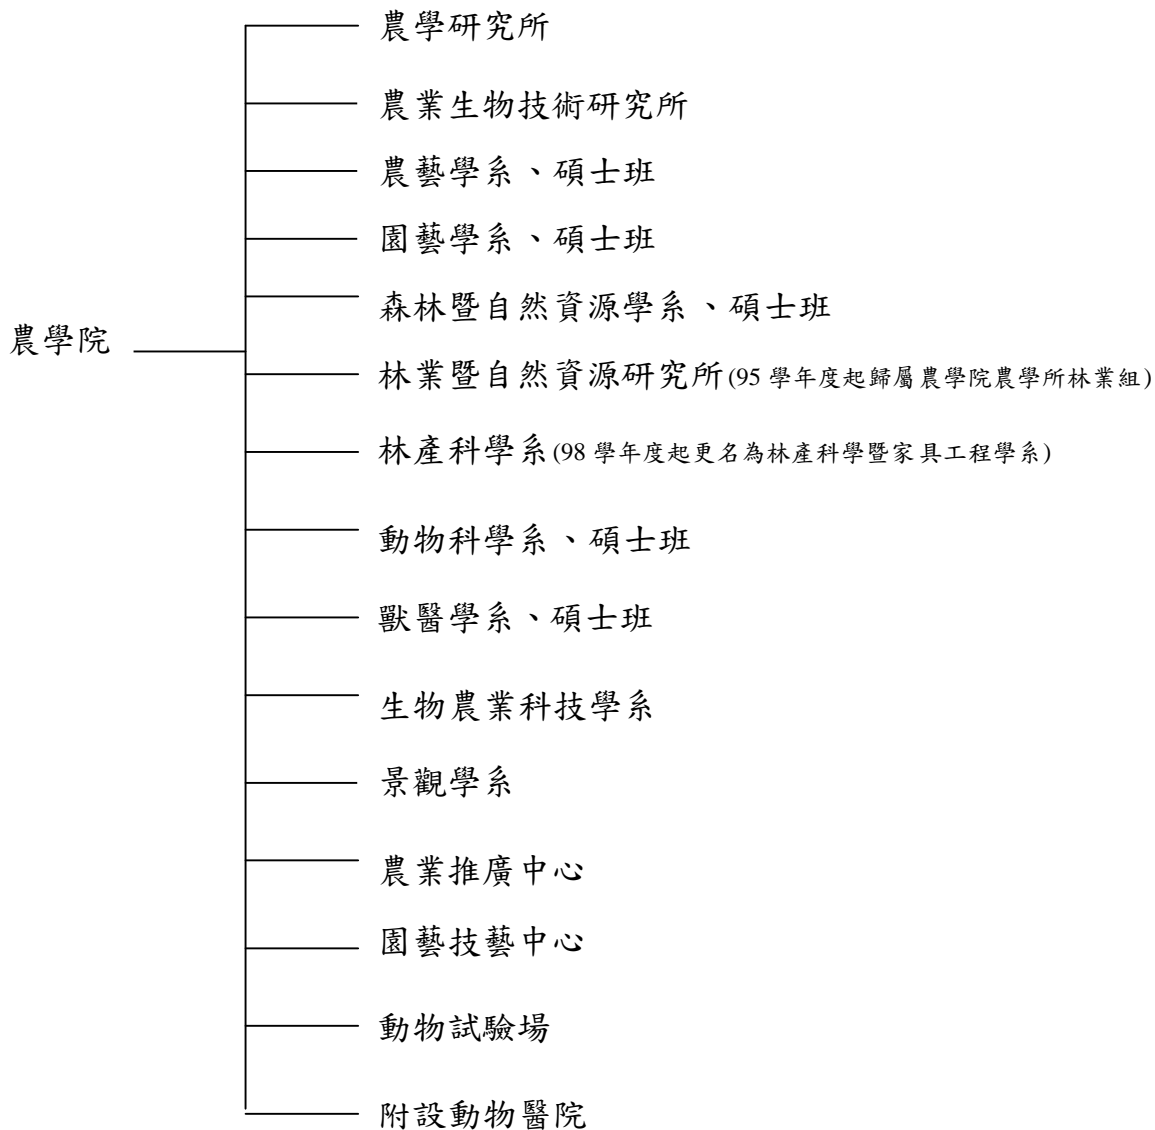 農學研究所
農業生物技術研究所
農藝學系、碩士班
園藝學系、碩士班
森林暨自然資源學系、碩士班
農學院
林業暨自然資源研究所(95 學年度起歸屬農學院農學所林業組)
林產科學系(98 學年度起更名為林產科學暨家具工程學系)
動物科學系、碩士班
獸醫學系、碩士班
生物農業科技學系
景觀學系
農業推廣中心
園藝技藝中心
動物試驗場
附設動物醫院